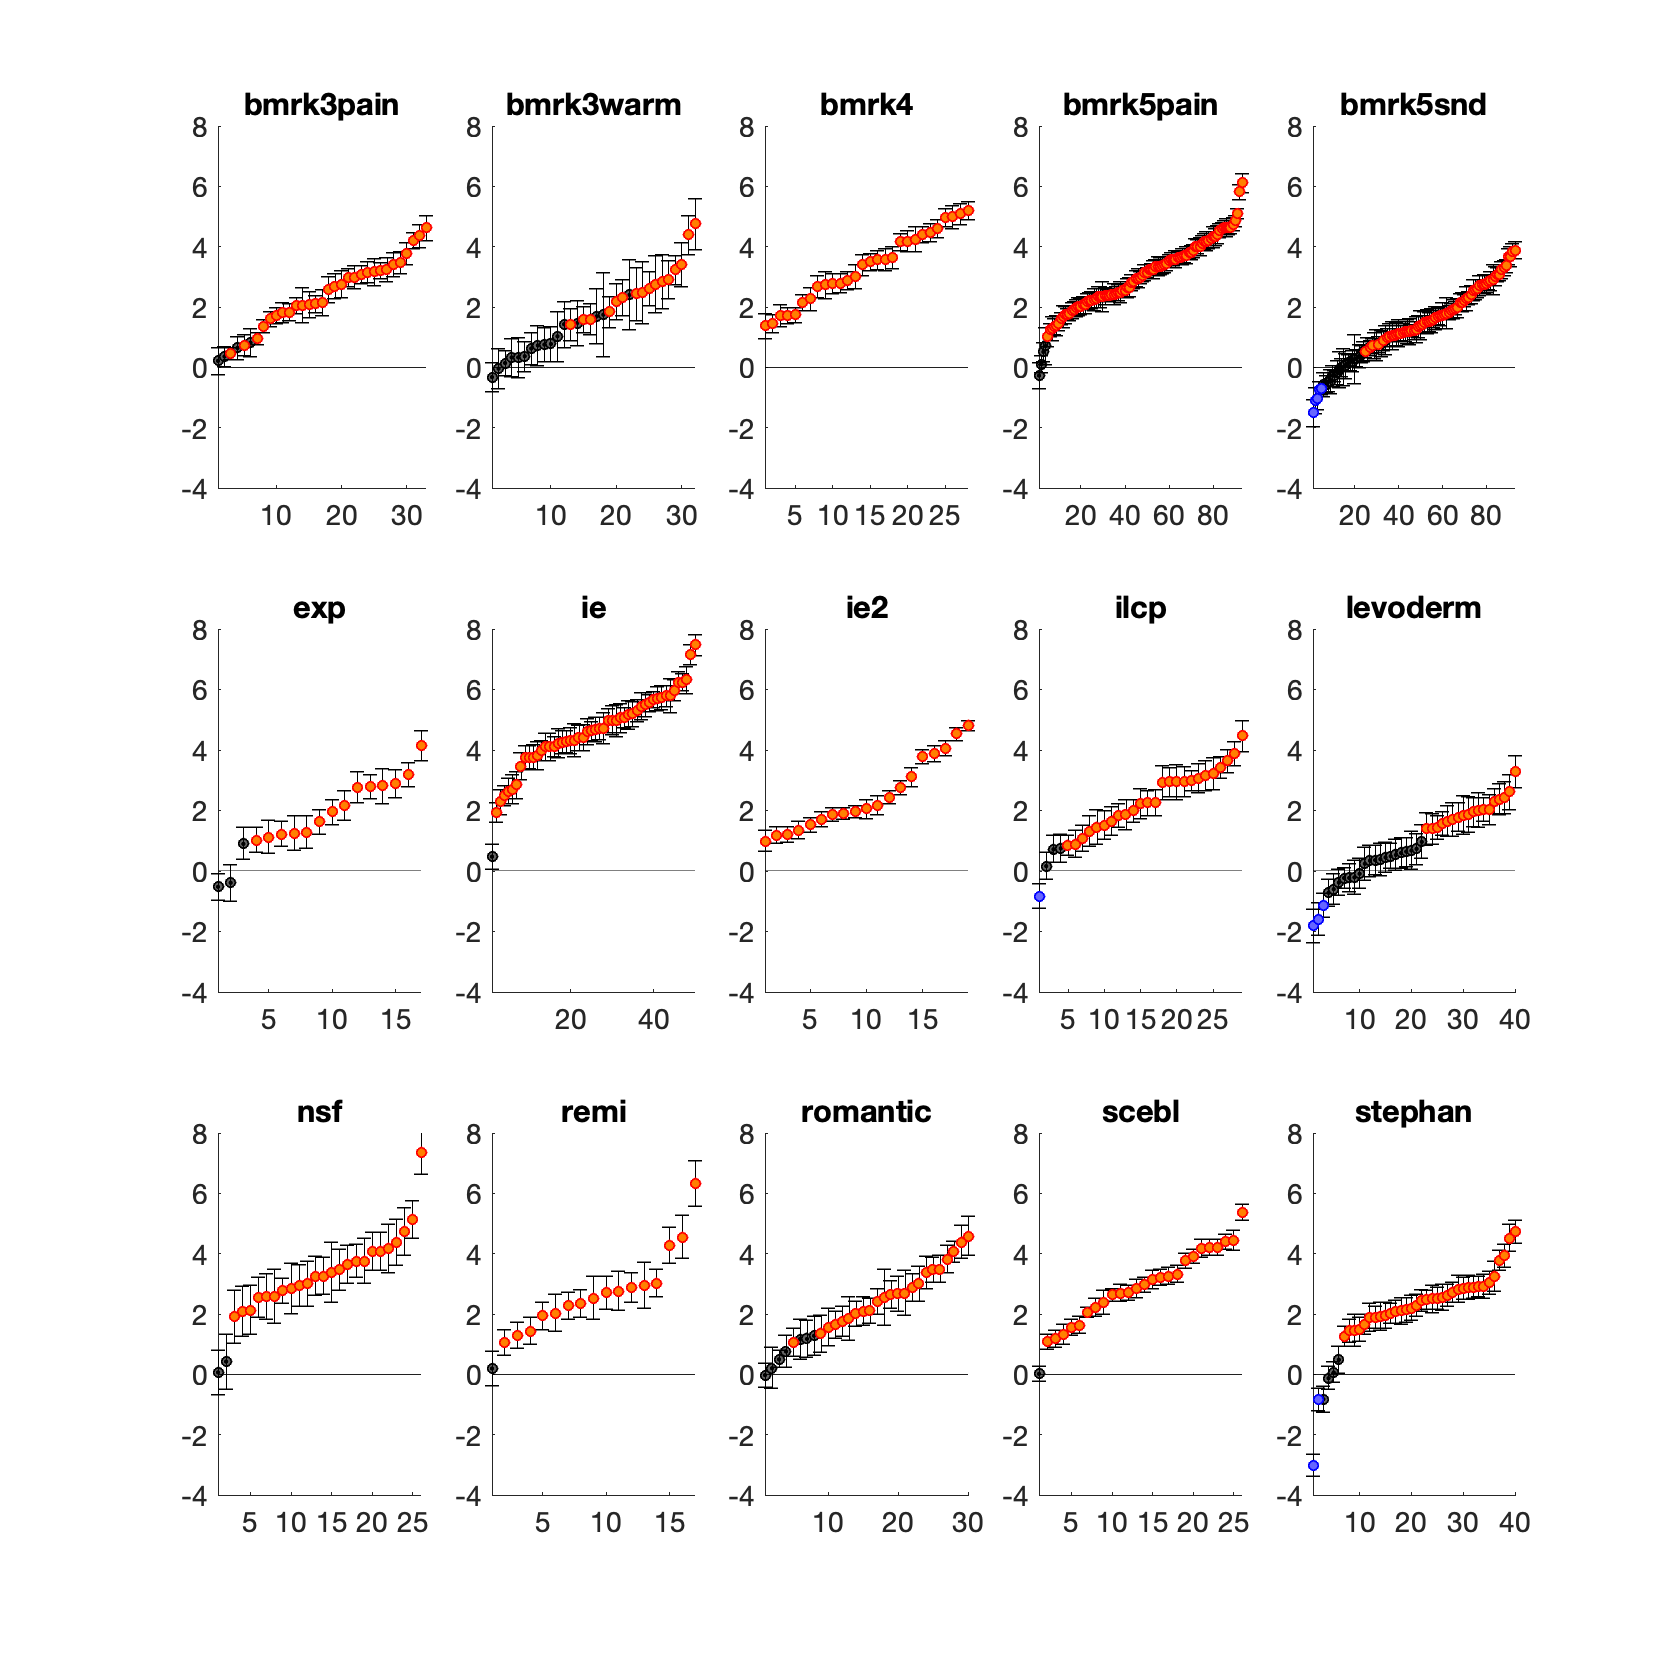 bmrk3pain bmrk3warm bmrk4 bmrk5pain bmrk5snd
8 8 8 8 8
6 6 6 6 6
4 4 4 4 4
2 2 2 2 2
0 0 0 0 0
-2 -2 -2 -2 -2
-4 -4 -4 -4 -4
10 20 30 10 20 30 5 10 15 20 25 20 40 60 80 20 40 60 80
exp ie ie2 ilcp levoderm
8 8 8 8 8
6 6 6 6 6
4 4 4 4 4
2 2 2 2 2
0 0 0 0 0
-2 -2 -2 -2 -2
-4 -4 -4 -4 -4
5 10 15 20 40 5 10 15 5 10 15 20 25 10 20 30 40
nsf remi romantic scebl stephan
8 8 8 8 8
6 6 6 6 6
4 4 4 4 4
2 2 2 2 2
0 0 0 0 0
-2 -2 -2 -2 -2
-4 -4 -4 -4 -4
5 10 15 20 25 5 10 15 10 20 30 5 10 15 20 25 10 20 30 40